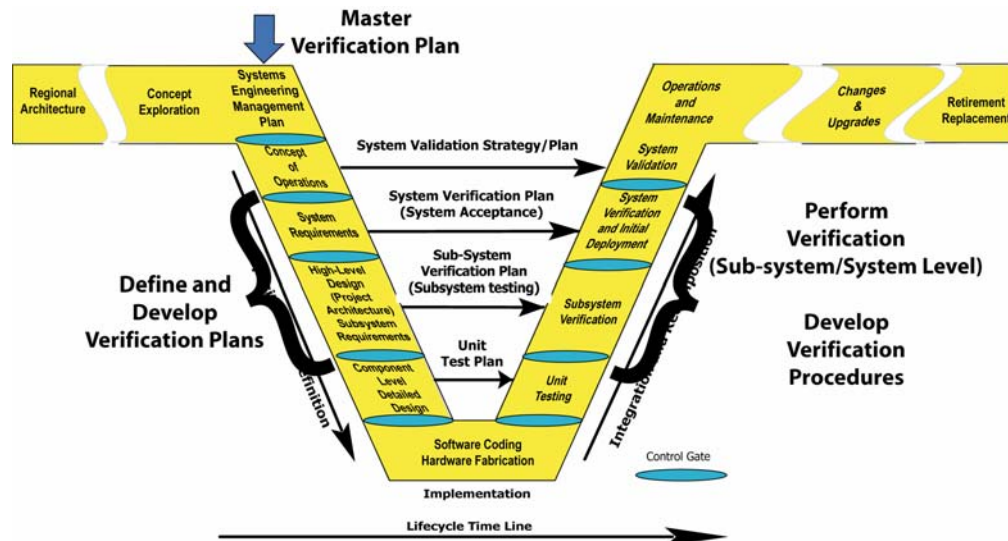 Master
Verification Plan
Regional
Architecture
Concept
Exploration
Systems
Engineering
Management
Plan
Concept
of
Operations
System
Requirements
High-Level
Design
(Project
Architecture)
Subsystem
Requirements
Component
Level
Detailed
Design
Software Coding
Hardware Fabrication
Implementation
Unit
Testing
Subsystem
Verification
System
Verification
and Initial
Deployment
System
Validation
Operations
and
Maintenance
Changes
&
Upgrades
Retirement
Replacement
System Validation Strategy/Plan
System Verification Plan
(System Acceptance)
Sub-System
Verification Plan
(Subsystem testing)
Unit
Test Plan
Define and
Develop
Verification Plans
Perform
Verification
(Sub-system/System Level)
Develop
Verification
Procedures
Integration and
Control Gate
Lifecycle Time Line